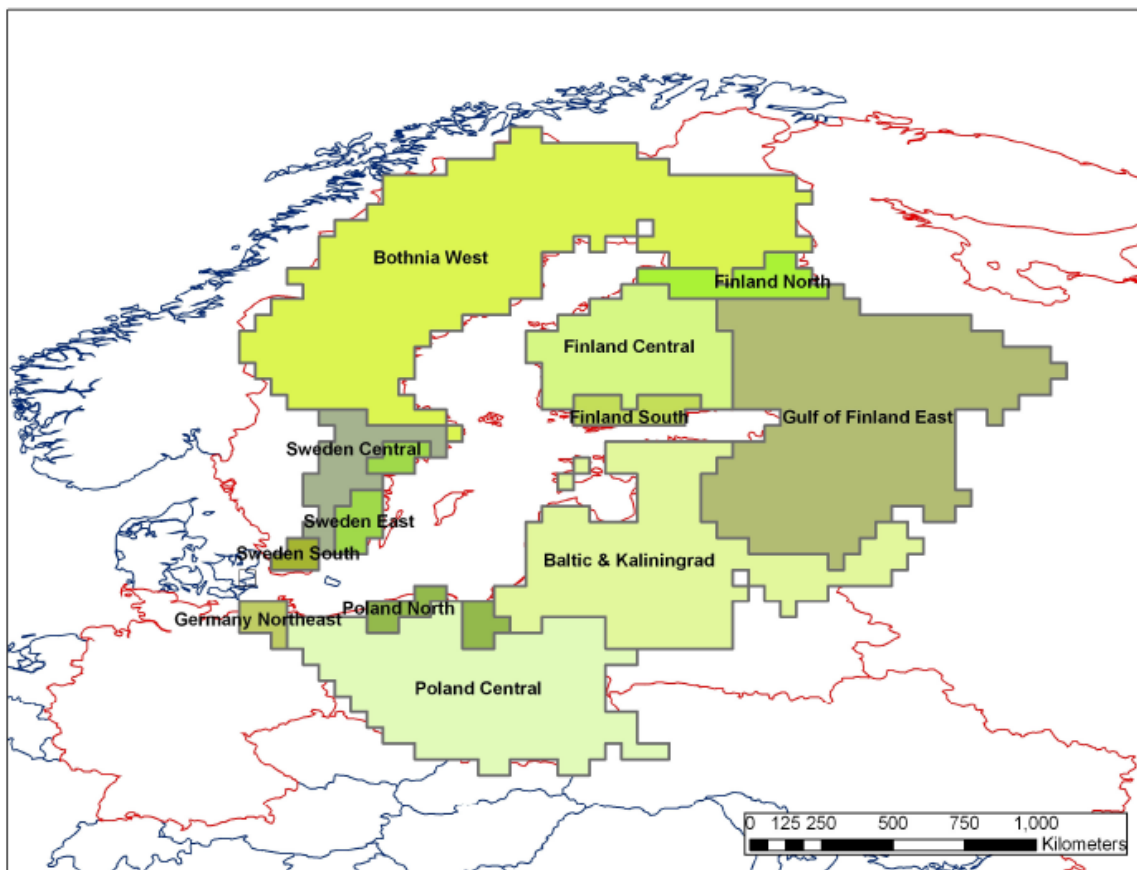 Bothnia West
Finland North
Finland Central
Finland South
Gulf of Finland East
Sweden Central
Sweden East
Sweden South
Baltic & Kaliningrad
Poland North
Germany Northeast
Poland Central
0 125 250 500 750 1,000
Kilometers